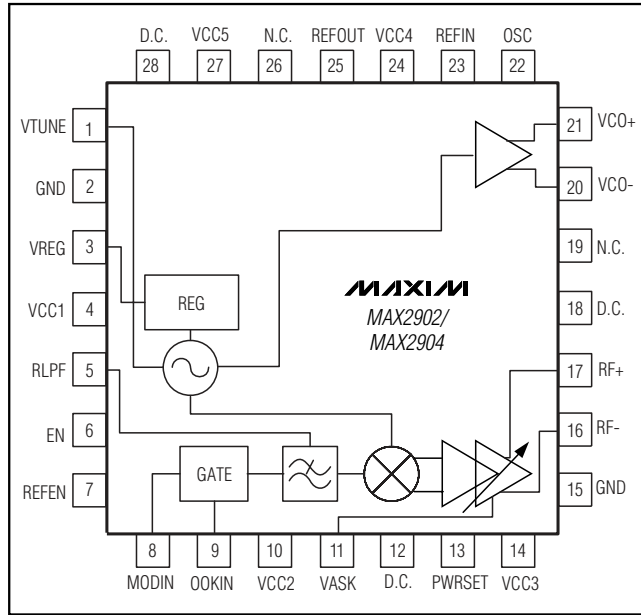 D.C. VCC5 N.C. REFOUT VCC4 REFIN OSC
28 27 26 25 24 23 22
VTUNE 1
GND 2
VREG 3
VCC1 4
RLPF 5
EN 6
REFEN 7
21 VCO+
20 VCO-
19 N.C.
18 D.C.
17 RF+
16 RF-
15 GND
REG
MAXIM
MAX2902/
MAX2904
GATE
8 9 10 11 12 13 14
MODIN OOKIN VCC2 VASK D.C. PWRSET VCC3